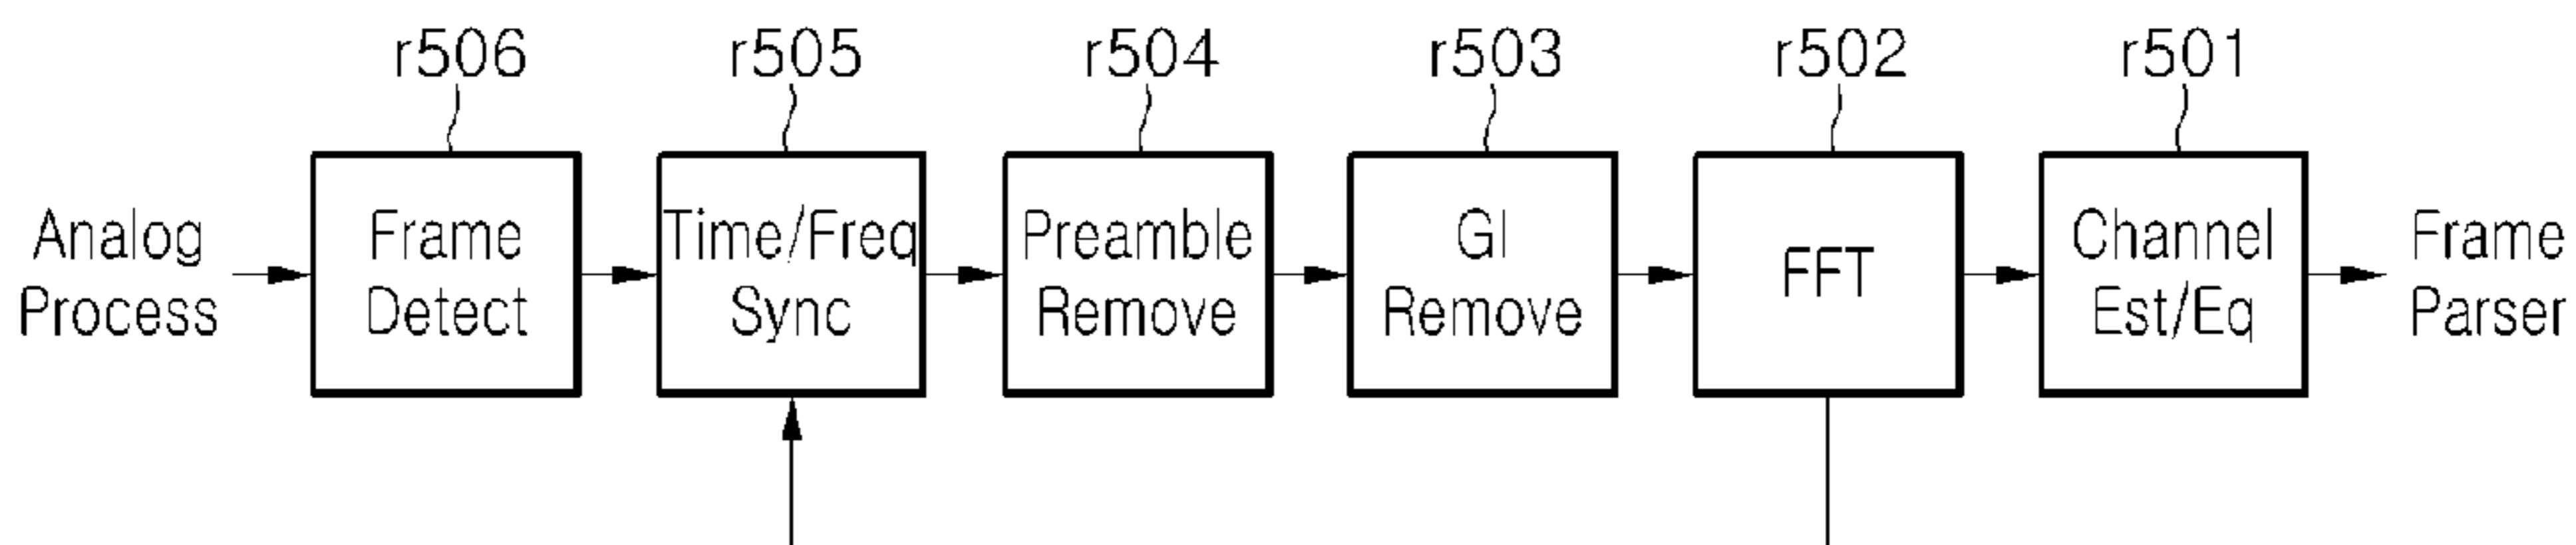 r506
r505
r504
r503
r502
r501
Analog
Process
Frame
Detect
Time/Freq
Sync
Preamble
Remove
GI
Remove
FFT
Channel
Est/Eq
Frame
Parser